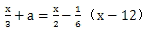 x/3 + a = x/2 − 1/6 （x − 12）